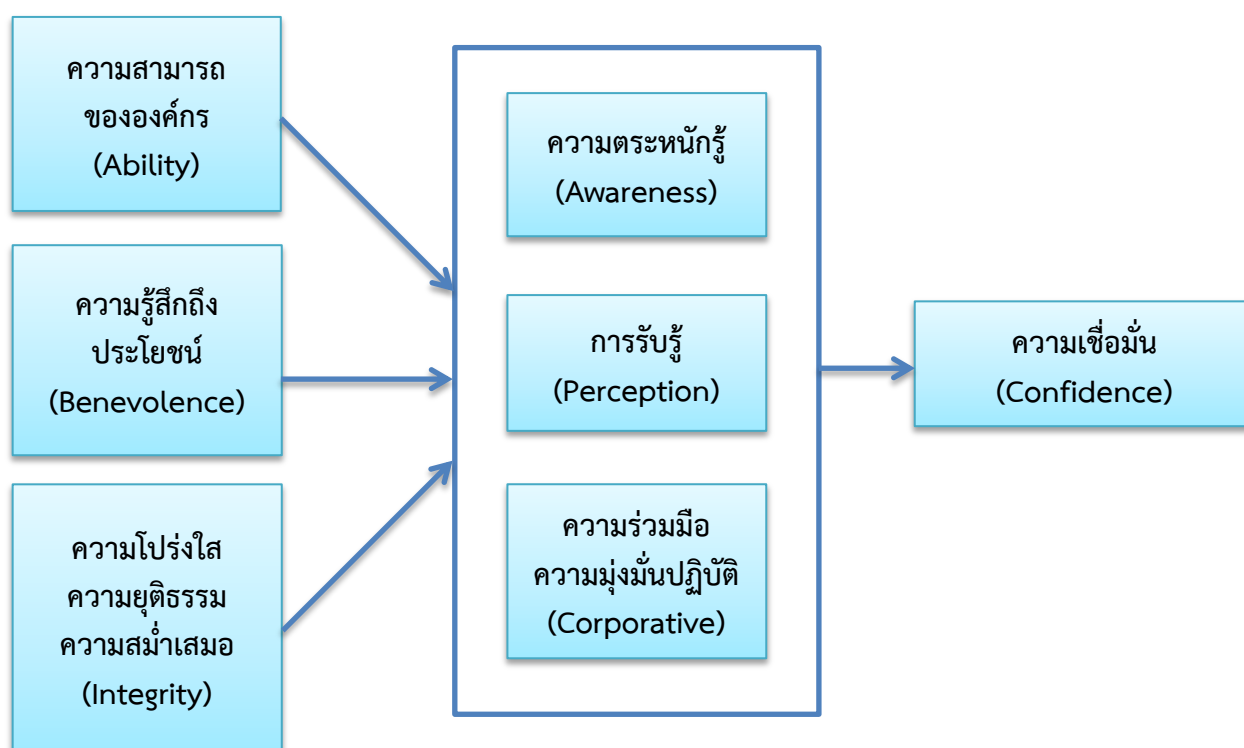 ความสามารถ
ขององค์กร
(Ability)
ความรู้สึกถึง
ประโยชน์
(Benevolence)
ความโปร่งใส
ความยุติธรรม
ความสม่ำเสมอ
(Integrity)
ความตระหนักรู้
(Awareness)
การรับรู้
(Perception)
ความร่วมมือ
ความมุ่งมั่นปฏิบัติ
(Corporative)
ความเชื่อมั่น
(Confidence)